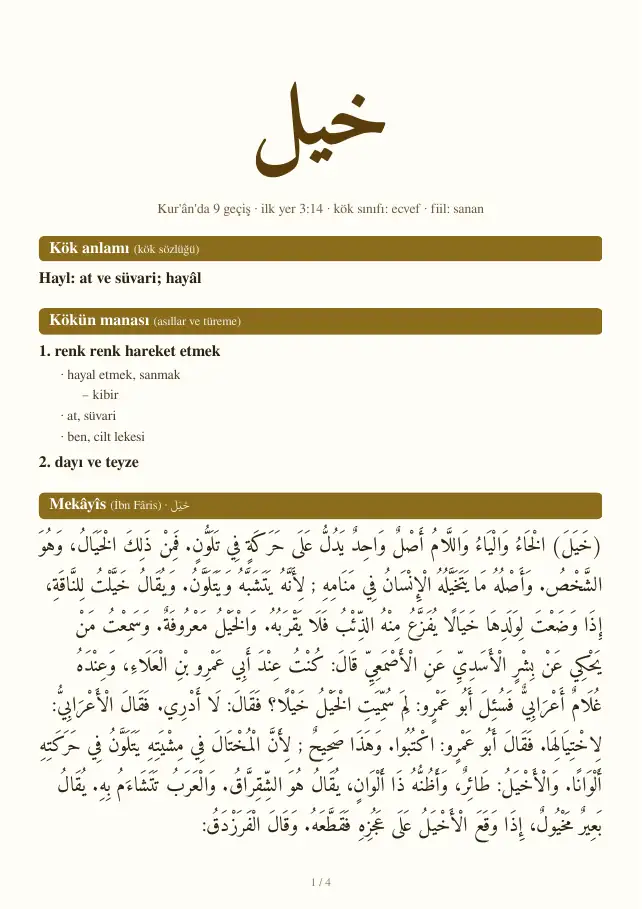 خيل
Kur'ân'da 9 geçiş · ilk yer 3:14 · kök sınıfı: ecvef · fiil: sanan
Kök anlamı (kök sözlüğü)
Hayl: at ve süvari; hayâl
Kökün manası (asıllar ve türeme)
1. renk renk hareket etmek
· hayal etmek, sanmak
– kibir
· at, süvari
· ben, cilt lekesi
2. dayı ve teyze
Mekâyîs (İbn Fâris) · خَيَلَ
(خَيَلَ) الْخَاءُ وَالْيَاءُ وَاللَّامُ أَصْلٌ وَاحِدٌ يَدُلُّ عَلَى حَرَكَةٍ فِي تَلَوُّنٍ. فَمِنْ ذَلِكَ الْخَيَالُ، وَهُوَ
الشَّخْصُ. وَأَصْلُهُ مَا يَتَخَيَّلُهُ الْإِنْسَانُ فِي مَنَامِهِ ; لِأَنَّهُ يَتَشَبَّهُ وَيَتَلَوَّنُ. وَيُقَالُ خَيَّلْتُ لِلنَّاقَةِ،
إِذَا وَضَعْتَ لِوَلَدِهَا خَيَالًا يُفَزَّعُ مِنْهُ الذِّئْبُ فَلَا يَقْرَبُهُ. وَالْخَيْلُ مَعْرُوفَةٌ. وَسَمِعْتُ مَنْ
يَحْكِي عَنْ بِشْرٍ الْأَسَدِيِّ عَنِ الْأَصْمَعِيِّ قَالَ: كُنْتُ عِنْدَ أَبِي عَمْرِو بْنِ الْعَلَاءِ، وَعِنْدَهُ
غُلَامٌ أَعْرَابِيٌّ فَسُئِلَ أَبُو عَمْرٍو: لِمَ سُمِّيَتِ الْخَيْلُ خَيْلًا؟ فَقَالَ: لَا أَدْرِي. فَقَالَ الْأَعْرَابِيُّ:
لِاخْتِيَالِهَا. فَقَالَ أَبُو عَمْرٍو: اكْتُبُوا. وَهَذَا صَحِيحٌ ; لِأَنَّ الْمُخْتَالَ فِي مِشْيَتِهِ يَتَلَوَّنُ فِي حَرَكَتِهِ
أَلْوَانًا. وَالْأَخْيَلُ: طَائِرٌ، وَأَظُنُّهُ ذَا أَلْوَانٍ، يُقَالُ هُوَ الشِّقِرَّاقُ. وَالْعَرَبُ تَتَشَاءَمُ بِهِ. يُقَالُ
بَعِيرٌ مَخْيُولٌ، إِذَا وَقَعَ الْأَخْيَلُ عَلَى عَجُزِهِ فَقَطَّعَهُ. وَقَالَ الْفَرَزْدَقُ:
1 / 4